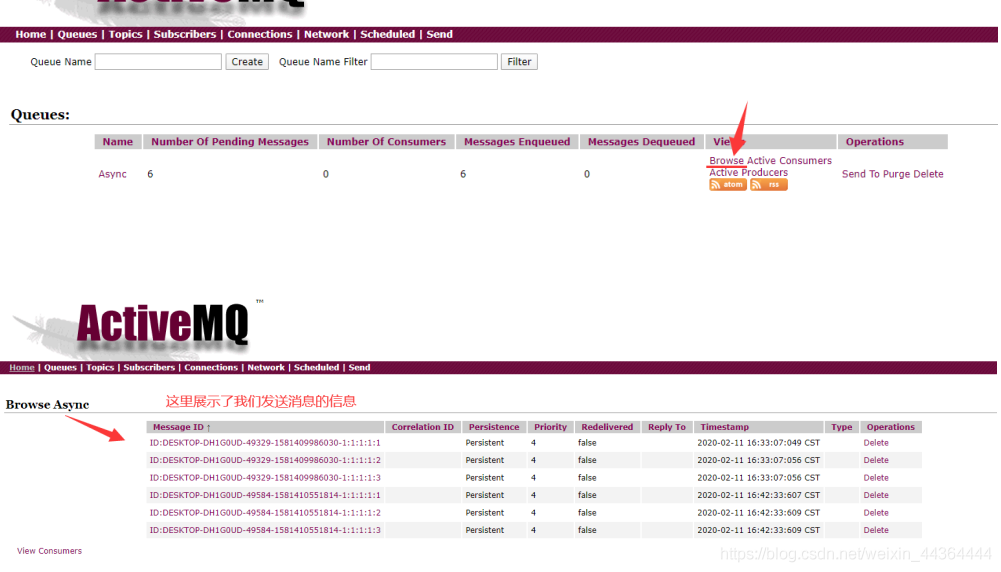 ActiveMQ
Home | Queues | Topics | Subscribers | Connections | Network | Scheduled | Send
Queue Name Create Queue Name Filter Filter
Queues:
Name Number Of Pending Messages Number Of Consumers Messages Enqueued Messages Dequeued Views Operations
Browse Active Consumers
Async 6 0 6 0 Active Producers Send To Purge Delete
atom rss
ActiveMQ ™
Home | Queues | Topics | Subscribers | Connections | Network | Scheduled | Send
这里展示了我们发送消息的信息
Browse Async
Message ID ↑ Correlation ID Persistence Priority Redelivered Reply To Timestamp Type Operations
ID:DESKTOP-DH1G0UD-49329-1581409986030-1:1:1:1:1 Persistent 4 false 2020-02-11 16:33:07:049 CST Delete
ID:DESKTOP-DH1G0UD-49329-1581409986030-1:1:1:1:2 Persistent 4 false 2020-02-11 16:33:07:056 CST Delete
ID:DESKTOP-DH1G0UD-49329-1581409986030-1:1:1:1:3 Persistent 4 false 2020-02-11 16:33:07:056 CST Delete
ID:DESKTOP-DH1G0UD-49584-1581410551814-1:1:1:1:1 Persistent 4 false 2020-02-11 16:42:33:607 CST Delete
ID:DESKTOP-DH1G0UD-49584-1581410551814-1:1:1:1:2 Persistent 4 false 2020-02-11 16:42:33:609 CST Delete
ID:DESKTOP-DH1G0UD-49584-1581410551814-1:1:1:1:3 Persistent 4 false 2020-02-11 16:42:33:609 CST Delete
View Consumers
https://blog.csdn.net/weixin_44364444